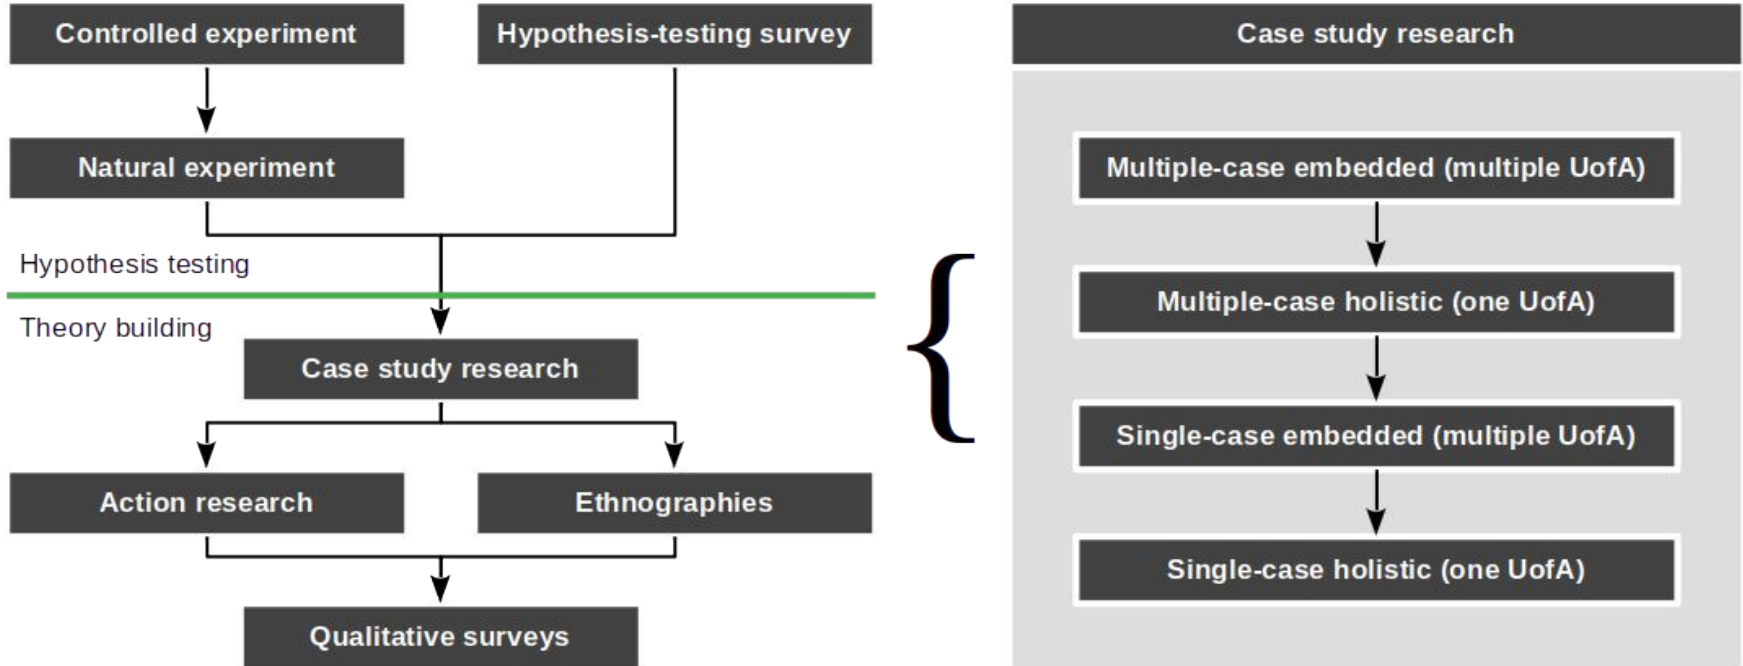 Controlled experiment
Hypothesis-testing survey
Natural experiment
Hypothesis testing
Theory building
Case study research
Action research
Ethnographies
Qualitative surveys
{
Case study research
Multiple-case embedded (multiple UofA)
Multiple-case holistic (one UofA)
Single-case embedded (multiple UofA)
Single-case holistic (one UofA)